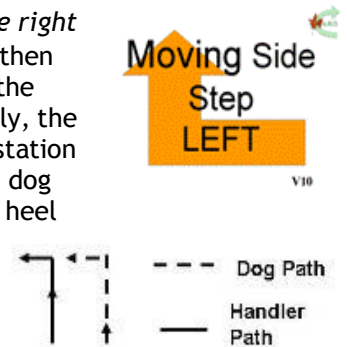 e right
then
the
ly, the
station
dog
heel
Moving Side
Step
LEFT
V10
Dog Path
Handler
Path